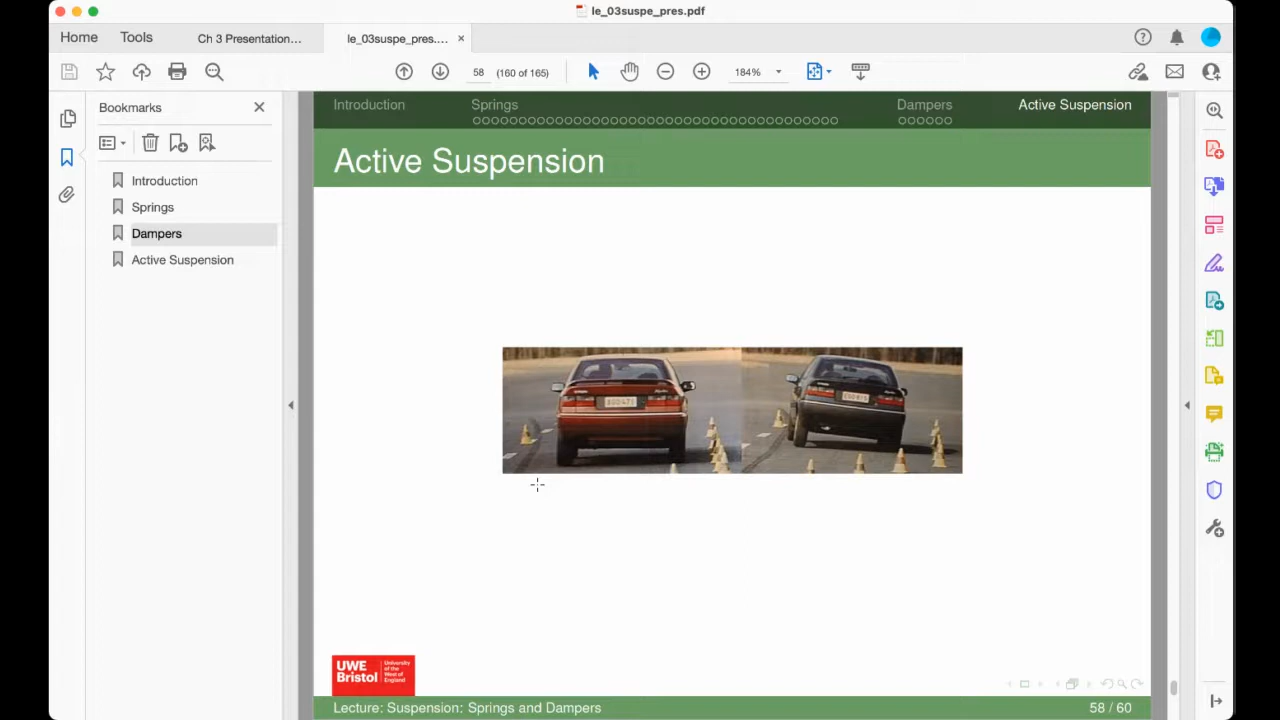 le_03suspe_pres.pdf
Home
Tools
Ch 3 Presentation...
le_03suspe_pres....
58
(160 of 165)
184%
Bookmarks
Introduction
Springs
Dampers
Active Suspension
Introduction
Springs
Dampers
Active Suspension
Active Suspension
UWE
Bristol
University
of the
West of
England
Lecture: Suspension: Springs and Dampers
58 / 60